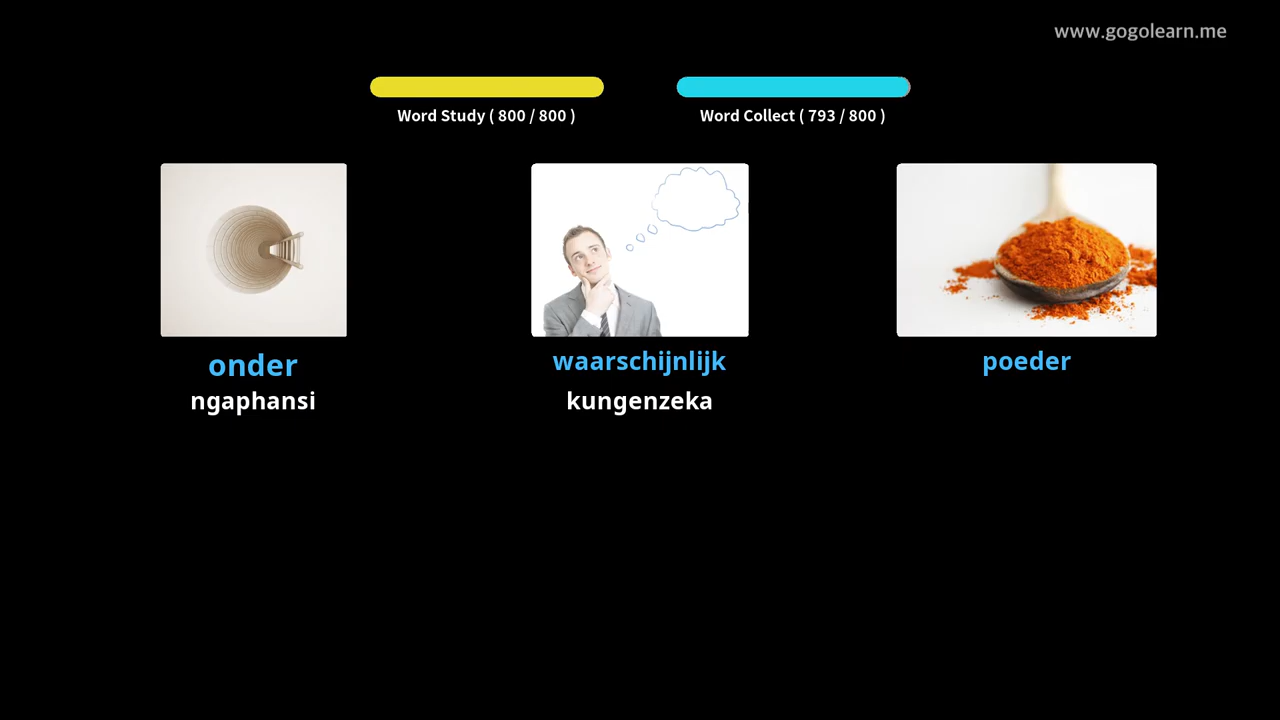 www.gogolearn.me
Word Study ( 800 / 800 )
Word Collect ( 793 / 800 )
onder
ngaphansi
waarschijnlijk
kungenzeka
poeder